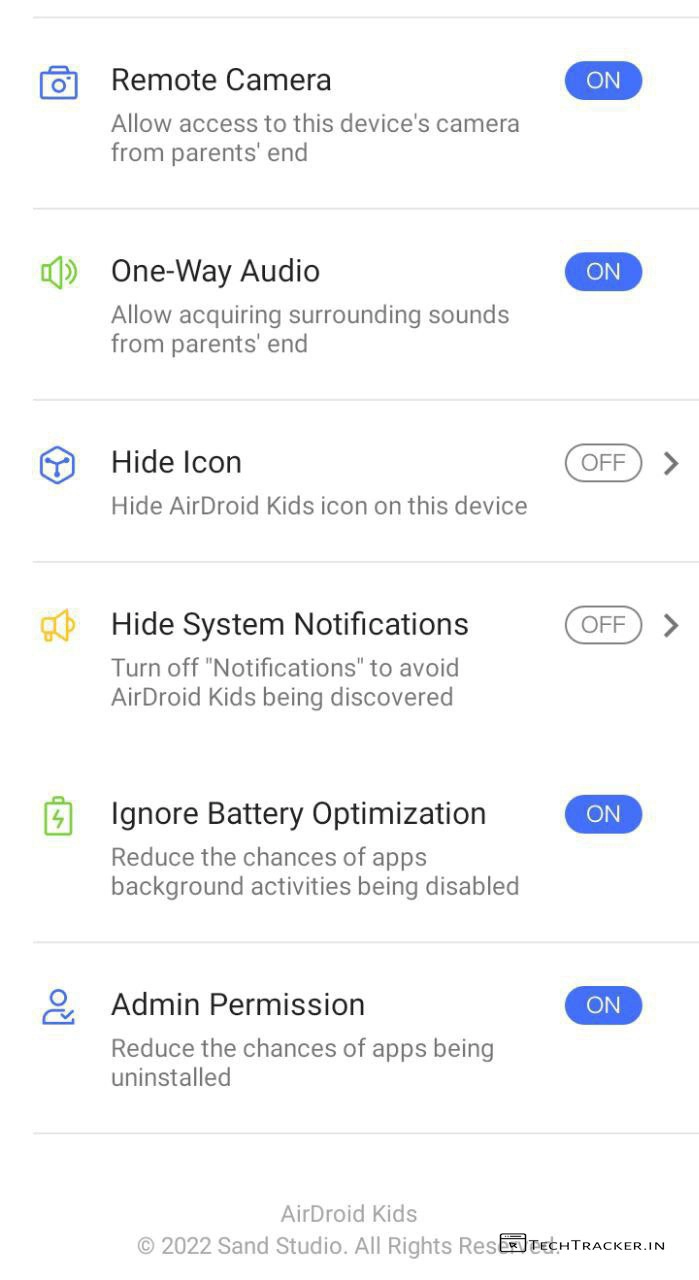 Remote Camera
ON
Allow access to this device's camera
from parents' end
One-Way Audio
ON
Allow acquiring surrounding sounds
from parents' end
Hide Icon
OFF
Hide AirDroid Kids icon on this device
Hide System Notifications
OFF
Turn off "Notifications" to avoid
AirDroid Kids being discovered
Ignore Battery Optimization
ON
Reduce the chances of apps
background activities being disabled
Admin Permission
ON
Reduce the chances of apps being
uninstalled
AirDroid Kids
© 2022 Sand Studio. All Rights Reserved.
TECHTRACKER.IN